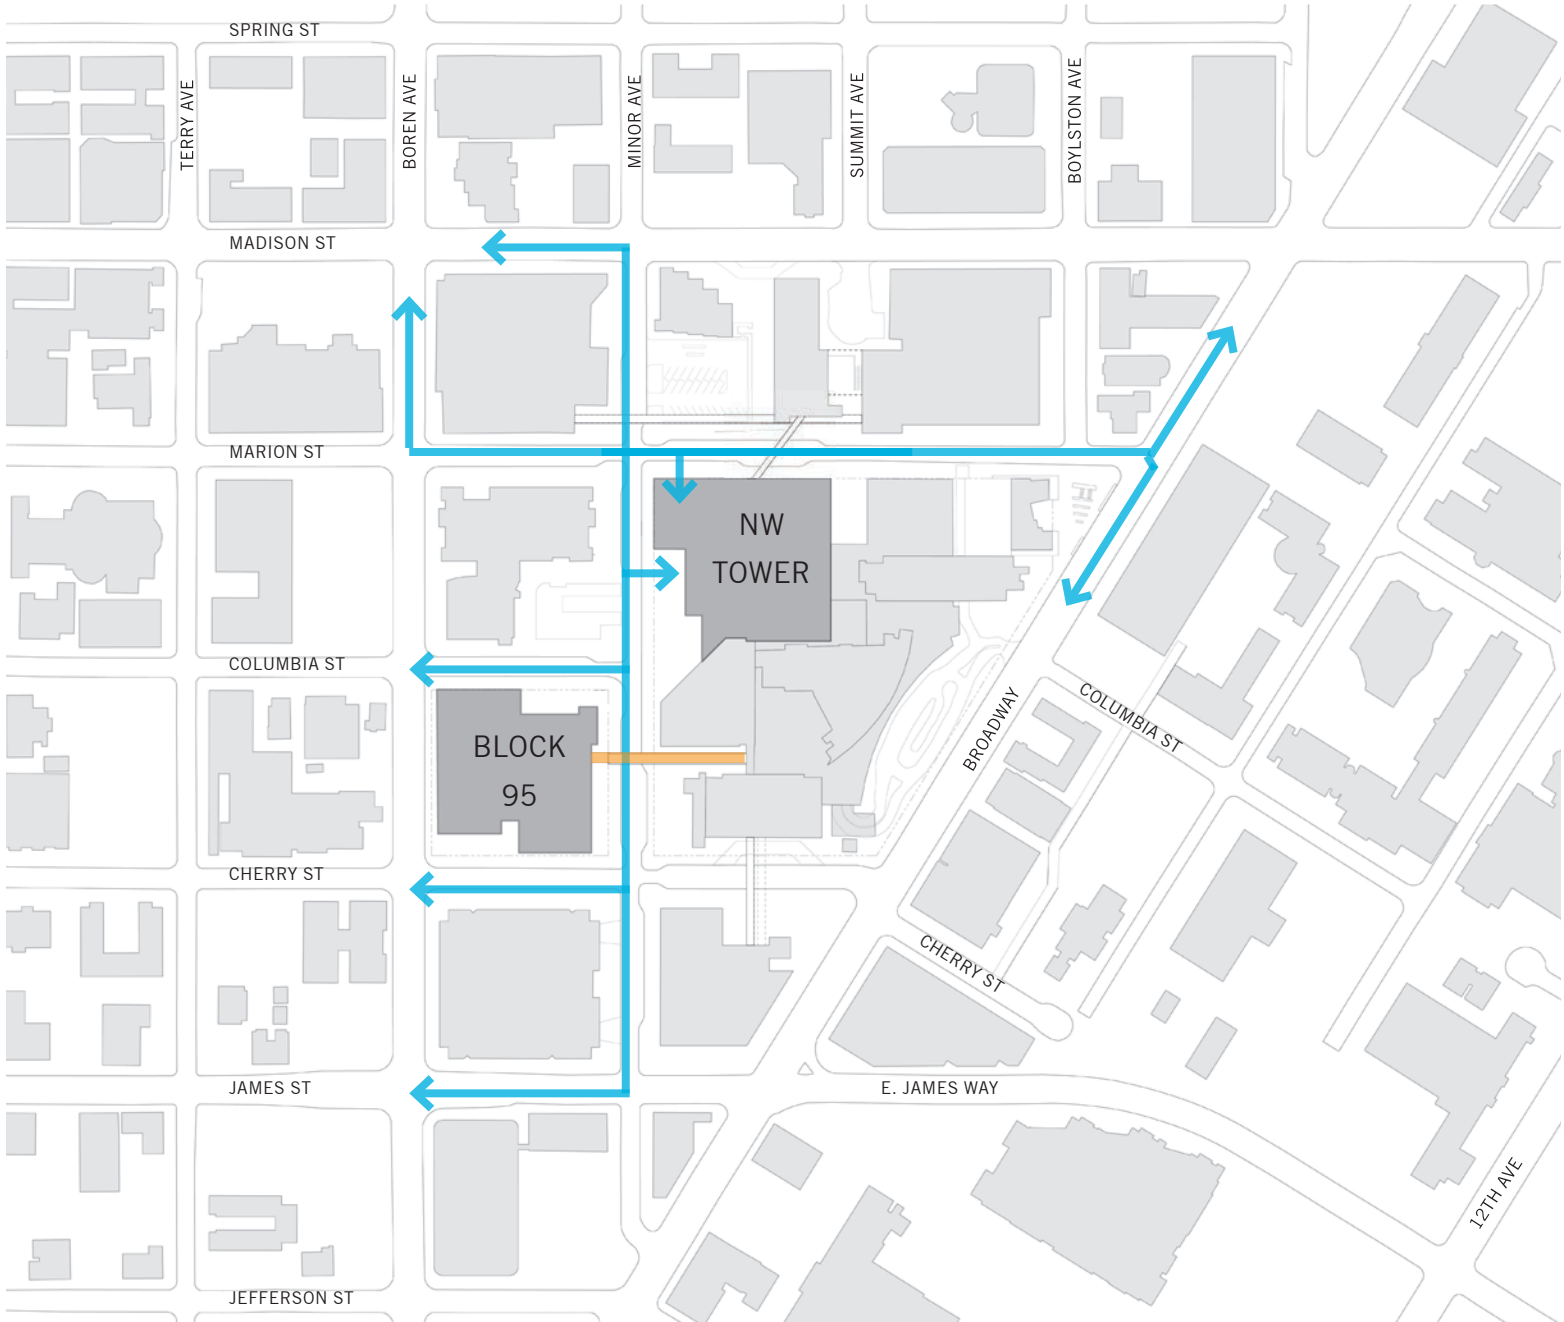 SPRING ST
TERRY AVE
BOREN AVE
MINOR AVE
SUMMIT AVE
BOYLSTON AVE
MADISON ST
MARION ST
NW
TOWER
COLUMBIA ST
COLUMBIA ST
BROADWAY
BLOCK
95
CHERRY ST
CHERRY ST
JAMES ST
E. JAMES WAY
12TH AVE
JEFFERSON ST